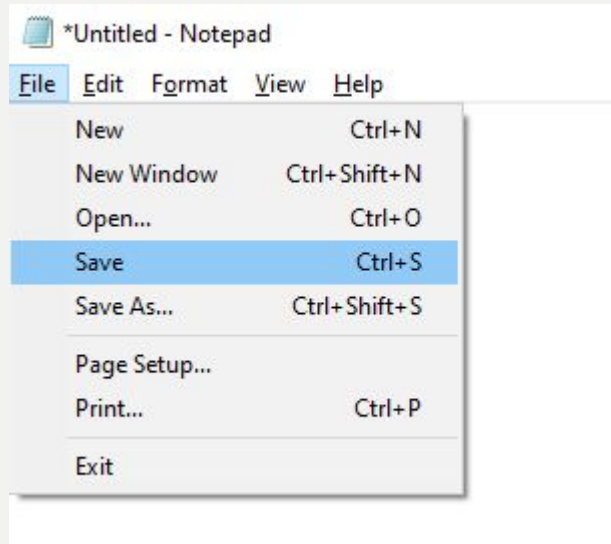 *Untitled - Notepad
File Edit Format View Help
New Ctrl+N
New Window Ctrl+Shift+N
Open... Ctrl+O
Save Ctrl+S
Save As... Ctrl+Shift+S
Page Setup...
Print... Ctrl+P
Exit